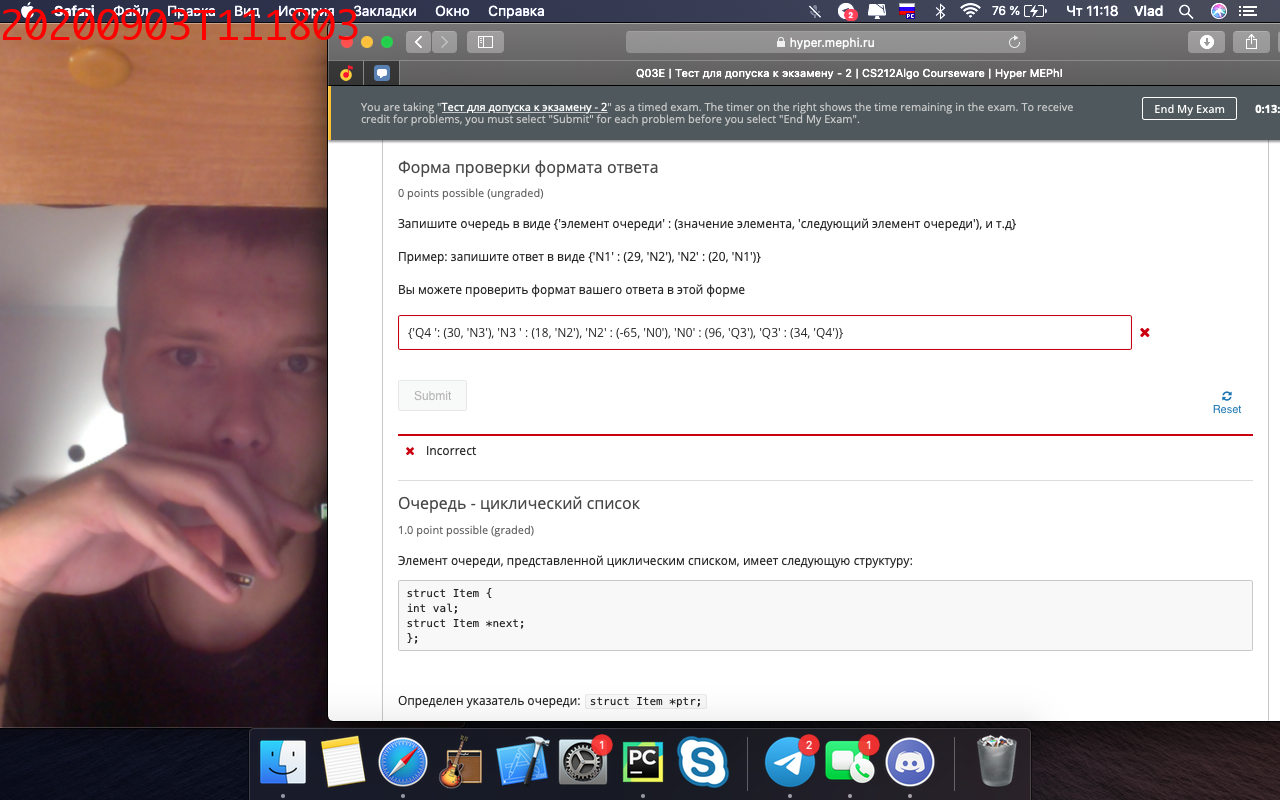 Safari Файл Правка Вид История Закладки Окно Справка 2 РС 76 % Чт 11:18 Vlad
20200903T111803
hyper.mephi.ru
Q03E | Тест для допуска к экзамену - 2 | CS212Algo Courseware | Hyper MEPhI
You are taking "Тест для допуска к экзамену - 2" as a timed exam. The timer on the right shows the time remaining in the exam. To receive
credit for problems, you must select "Submit" for each problem before you select "End My Exam".
End My Exam
0:13:
Форма проверки формата ответа
0 points possible (ungraded)
Запишите очередь в виде {'элемент очереди' : (значение элемента, 'следующий элемент очереди'), и т.д}
Пример: запишите ответ в виде {'N1' : (29, 'N2'), 'N2' : (20, 'N1')}
Вы можете проверить формат вашего ответа в этой форме
{'Q4 ': (30, 'N3'), 'N3 ' : (18, 'N2'), 'N2' : (-65, 'N0'), 'N0' : (96, 'Q3'), 'Q3' : (34, 'Q4')}
Submit
Reset
Incorrect
Очередь - циклический список
1.0 point possible (graded)
Элемент очереди, представленной циклическим списком, имеет следующую структуру:
struct Item {
int val;
struct Item *next;
};
Определен указатель очереди: struct Item *ptr;
1
PC
2
1